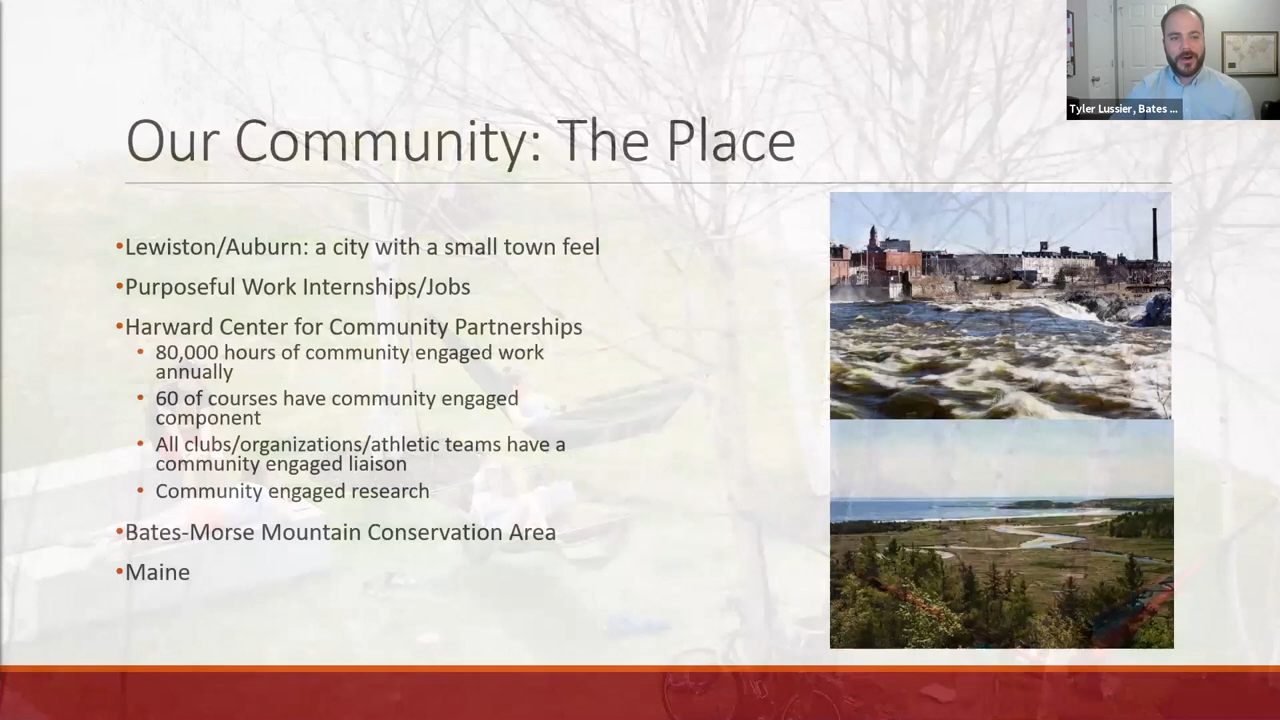 Tyler Lussier, Bates ...
Our Community: The Place
•Lewiston/Auburn: a city with a small town feel
•Purposeful Work Internships/Jobs
•Harward Center for Community Partnerships
• 80,000 hours of community engaged work
annually
• 60 of courses have community engaged
component
• All clubs/organizations/athletic teams have a
community engaged liaison
• Community engaged research
•Bates-Morse Mountain Conservation Area
•Maine